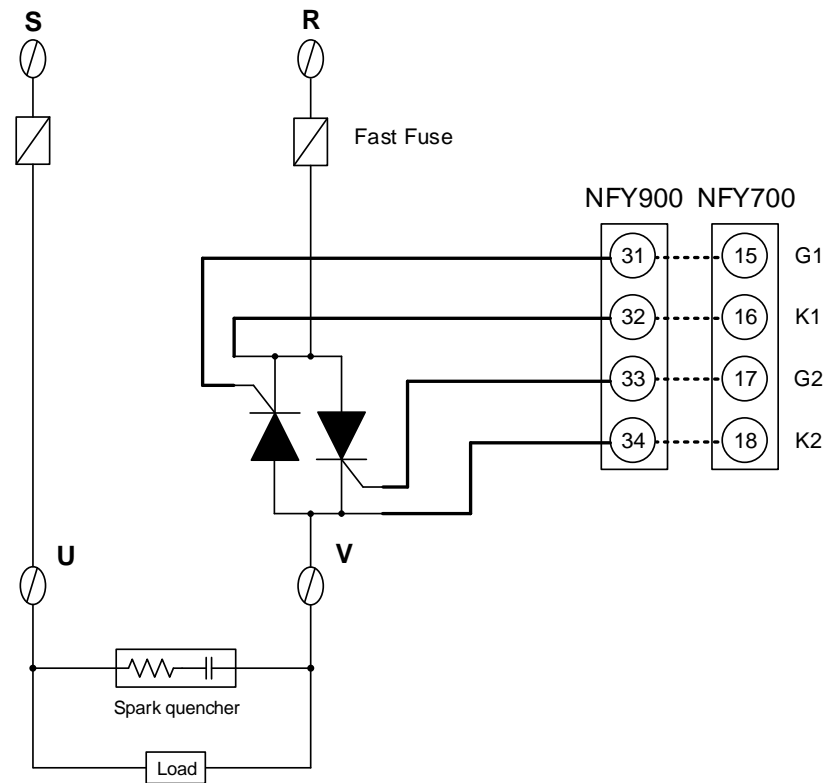 S
R
Fast Fuse
NFY900 NFY700
31 15 G1
32 16 K1
33 17 G2
34 18 K2
U
V
Spark quencher
Load